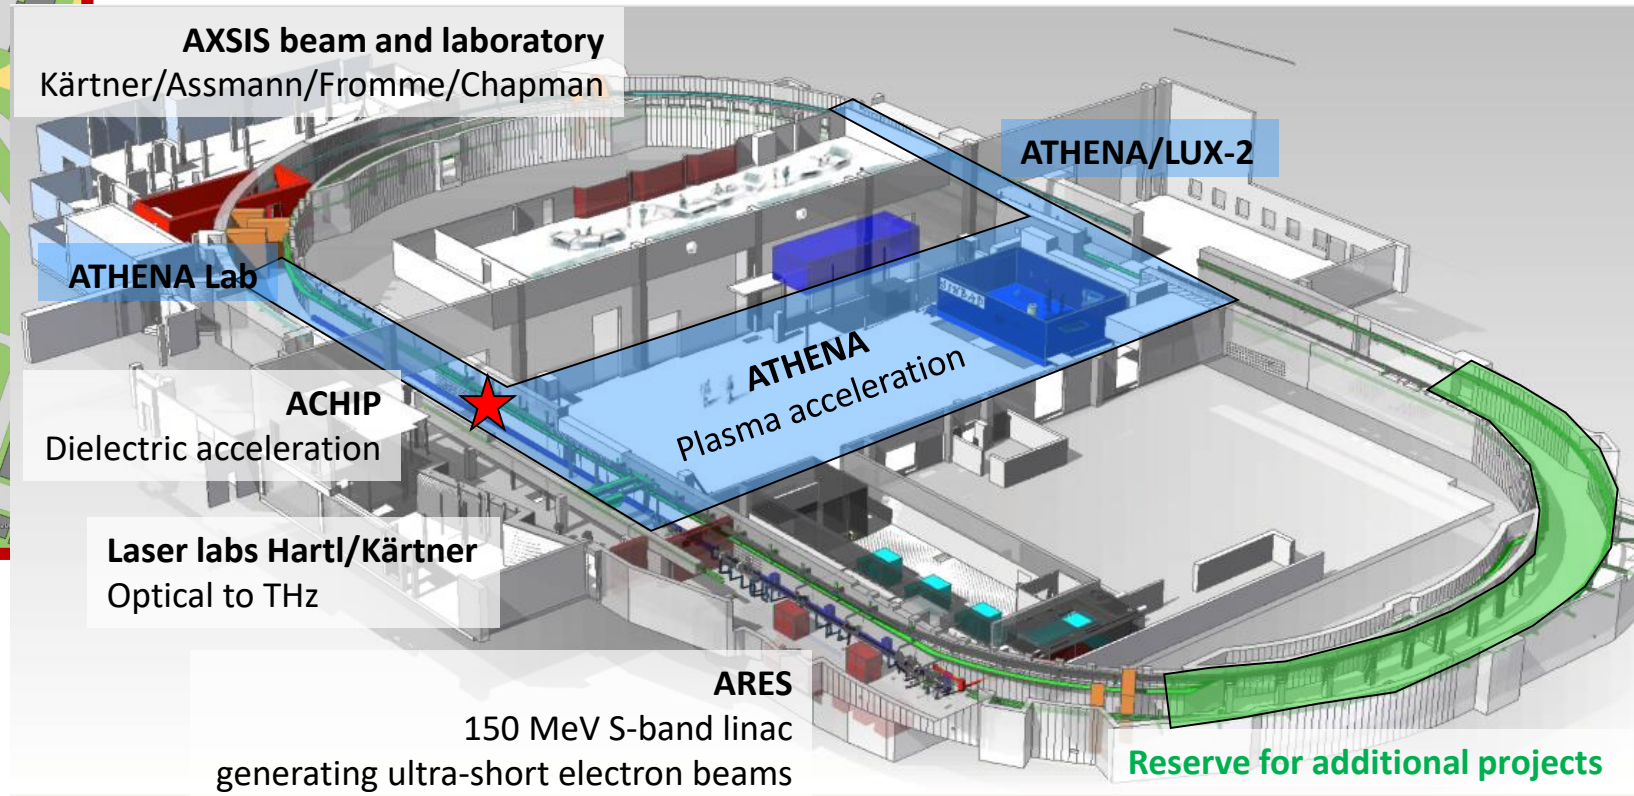 AXSIS beam and laboratory
Kärtner/Assmann/Fromme/Chapman
ATHENA/LUX-2
ATHENA Lab
SINBAD
ATHENA
Plasma acceleration
ACHIP
Dielectric acceleration
Laser labs Hartl/Kärtner
Optical to THz
ARES
150 MeV S-band linac
generating ultra-short electron beams
Reserve for additional projects